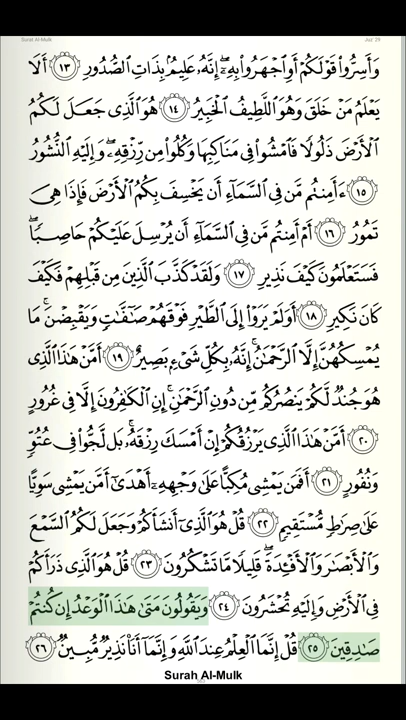 Surah Al-Mulk Juz' 29
وَأَسِرُّوا۟ قَوْلَكُمْ أَوِ ٱجْهَرُوا۟ بِهِۦٓ ۖ إِنَّهُۥ عَلِيمٌۢ بِذَاتِ ٱلصُّدُورِ ١٣ أَلَا
يَعْلَمُ مَنْ خَلَقَ وَهُوَ ٱللَّطِيفُ ٱلْخَبِيرُ ١٤ هُوَ ٱلَّذِى جَعَلَ لَكُمُ
ٱلْأَرْضَ ذَلُولًا فَٱمْشُوا۟ فِى مَنَاكِبِهَا وَكُلُوا۟ مِن رِّزْقِهِۦ ۖ وَإِلَيْهِ ٱلنُّشُورُ
١٥ ءَأَمِنتُم مَّن فِى ٱلسَّمَآءِ أَن يَخْسِفَ بِكُمُ ٱلْأَرْضَ فَإِذَا هِىَ
تَمُورُ ١٦ أَمْ أَمِنتُم مَّن فِى ٱلسَّمَآءِ أَن يُرْسِلَ عَلَيْكُمْ حَاصِبًا ۖ
فَسَتَعْلَمُونَ كَيْفَ نَذِيرِ ١٧ وَلَقَدْ كَذَّبَ ٱلَّذِينَ مِن قَبْلِهِمْ فَكَيْفَ
كَانَ نَكِيرِ ١٨ أَوَلَمْ يَرَوْا۟ إِلَى ٱلطَّيْرِ فَوْقَهُمْ صَـٰٓفَّـٰتٍ وَيَقْبِضْنَ ۚ مَا
يُمْسِكُهُنَّ إِلَّا ٱلرَّحْمَـٰنُ ۚ إِنَّهُۥ بِكُلِّ شَىْءٍۭ بَصِيرٌ ١٩ أَمَّنْ هَـٰذَا ٱلَّذِى
هُوَ جُندٌ لَّكُمْ يَنصُرُكُم مِّن دُونِ ٱلرَّحْمَـٰنِ ۚ إِنِ ٱلْكَـٰفِرُونَ إِلَّا فِى غُرُورٍ
٢٠ أَمَّنْ هَـٰذَا ٱلَّذِى يَرْزُقُكُمْ إِنْ أَمْسَكَ رِزْقَهُۥ ۚ بَل لَّجُّوا۟ فِى عُتُوٍّ
وَنُفُورٍ ٢١ أَفَمَن يَمْشِى مُكِبًّا عَلَىٰ وَجْهِهِۦٓ أَهْدَىٰٓ أَمَّن يَمْشِى سَوِيًّا
عَلَىٰ صِرَٰطٍ مُّسْتَقِيمٍ ٢٢ قُلْ هُوَ ٱلَّذِىٓ أَنشَأَكُمْ وَجَعَلَ لَكُمُ ٱلسَّمْعَ
وَٱلْأَبْصَـٰرَ وَٱلْأَفْـِٔدَةَ ۖ قَلِيلًا مَّا تَشْكُرُونَ ٢٣ قُلْ هُوَ ٱلَّذِى ذَرَأَكُمْ
فِى ٱلْأَرْضِ وَإِلَيْهِ تُحْشَرُونَ ٢٤ وَيَقُولُونَ مَتَىٰ هَـٰذَا ٱلْوَعْدُ إِن كُنتُمْ
صَـٰدِقِينَ ٢٥ قُلْ إِنَّمَا ٱلْعِلْمُ عِندَ ٱللَّهِ وَإِنَّمَآ أَنَا۠ نَذِيرٌ مُّبِينٌ ٢٦
Surah Al-Mulk